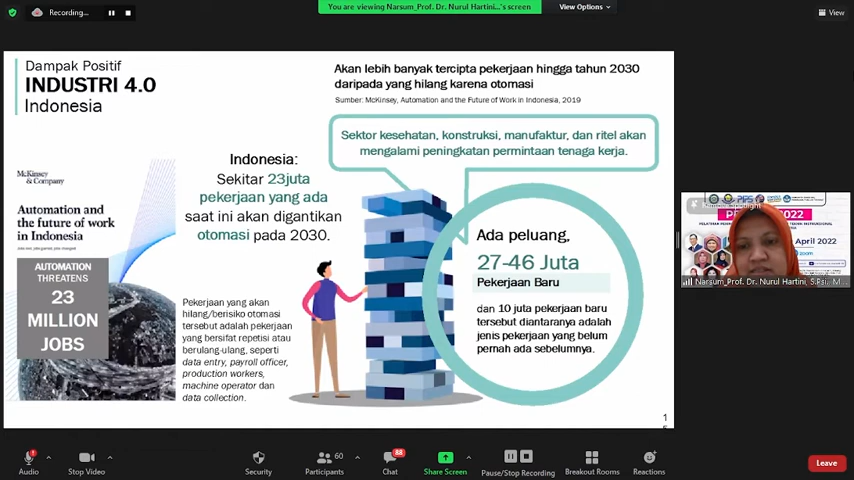 Recording...
You are viewing Narsum_Prof. Dr. Nurul Hartini...'s screen
View Options
View
Dampak Positif
INDUSTRI 4.0
Indonesia
Akan lebih banyak tercipta pekerjaan hingga tahun 2030
daripada yang hilang karena otomasi
Sumber: McKinsey, Automation and the Future of Work in Indonesia, 2019
Sektor kesehatan, konstruksi, manufaktur, dan ritel akan
mengalami peningkatan permintaan tenaga kerja.
McKinsey
& Company
Automation and
the future of work
in Indonesia
AUTOMATION
THREATENS
23
MILLION
JOBS
Indonesia:
Sekitar 23juta
pekerjaan yang ada
saat ini akan digantikan
otomasi pada 2030.
Pekerjaan yang akan
hilang/berisiko otomasi
tersebut adalah pekerjaan
yang bersifat repetisi atau
berulang-ulang, seperti
data entry, payroll officer,
production workers,
machine operator dan
data collection.
Ada peluang,
27-46 Juta
Pekerjaan Baru
dan 10 juta pekerjaan baru
tersebut diantaranya adalah
jenis pekerjaan yang belum
pernah ada sebelumnya.
1
2022
April 2022
zoom
Narsum_Prof. Dr. Nurul Hartini, S.Psi., M...
Audio
Stop Video
Security
60
Participants
88
Chat
Share Screen
Pause/Stop Recording
Breakout Rooms
Reactions
Leave